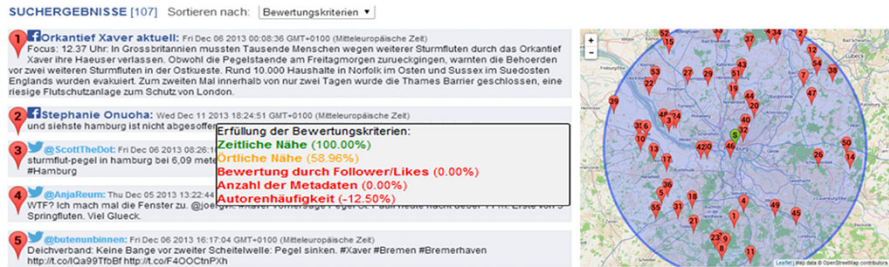 SUCHERGEBNISSE [107] Sortieren nach: Bewertungskriterien
1 Orkantief Xaver aktuell: Fri Dec 06 2013 00:08:36 GMT+0100 (Mitteleuropäische Zeit)
Focus: 12.37 Uhr: In Grossbritannien mussten Tausende Menschen wegen weiterer Sturmfluten durch das Orkantief
Xaver ihre Haeuser verlassen. Obwohl die Pegelstaende am Freitagmorgen zurueckgingen, warnten die Behoerden
vor zwei weiteren Sturmfluten in der Ostkueste. Rund 10.000 Haushalte in Norfolk im Osten und Sussex im Suedosten
Englands wurden evakuiert. Zum zweiten Mal innerhalb von nur zwei Tagen wurde die Thames Barrier geschlossen, eine
riesige Flutschutzanlage zum Schutz von London.
2 Stephanie Onuoha: Wed Dec 11 2013 18:24:51 GMT+0100 (Mitteleuropäische Zeit)
und siehste hamburg ist nicht abgesoffen
Erfüllung der Bewertungskriterien:
Zeitliche Nähe (100.00%)
Örtliche Nähe (58.96%)
Bewertung durch Follower/Likes (0.00%)
Anzahl der Metadaten (0.00%)
Autorenhäufigkeit (-12.50%)
3 @ScottTheDot: Fri Dec 06 2013 08:26:
sturmflut-pegel in hamburg bei 6,09 mete
#Hamburg
4 @AnjaReum: Thu Dec 05 2013 13:22:44
WTF? Ich mach mal die Fenster zu.
Springfluten. Viel Glueck.
5 @butenunbinnen: Fri Dec 06 2013 16:17:04 GMT+0100 (Mitteleuropäische Zeit)
Deichverband: Keine Bange vor zweiter Scheitelwelle: Pegel sinken. #Xaver #Bremen #Bremerhaven
http://t.co/lQa99TfoBf http://t.co/F4OOCtnPXh
Leaflet | Map data © OpenStreetMap contributors